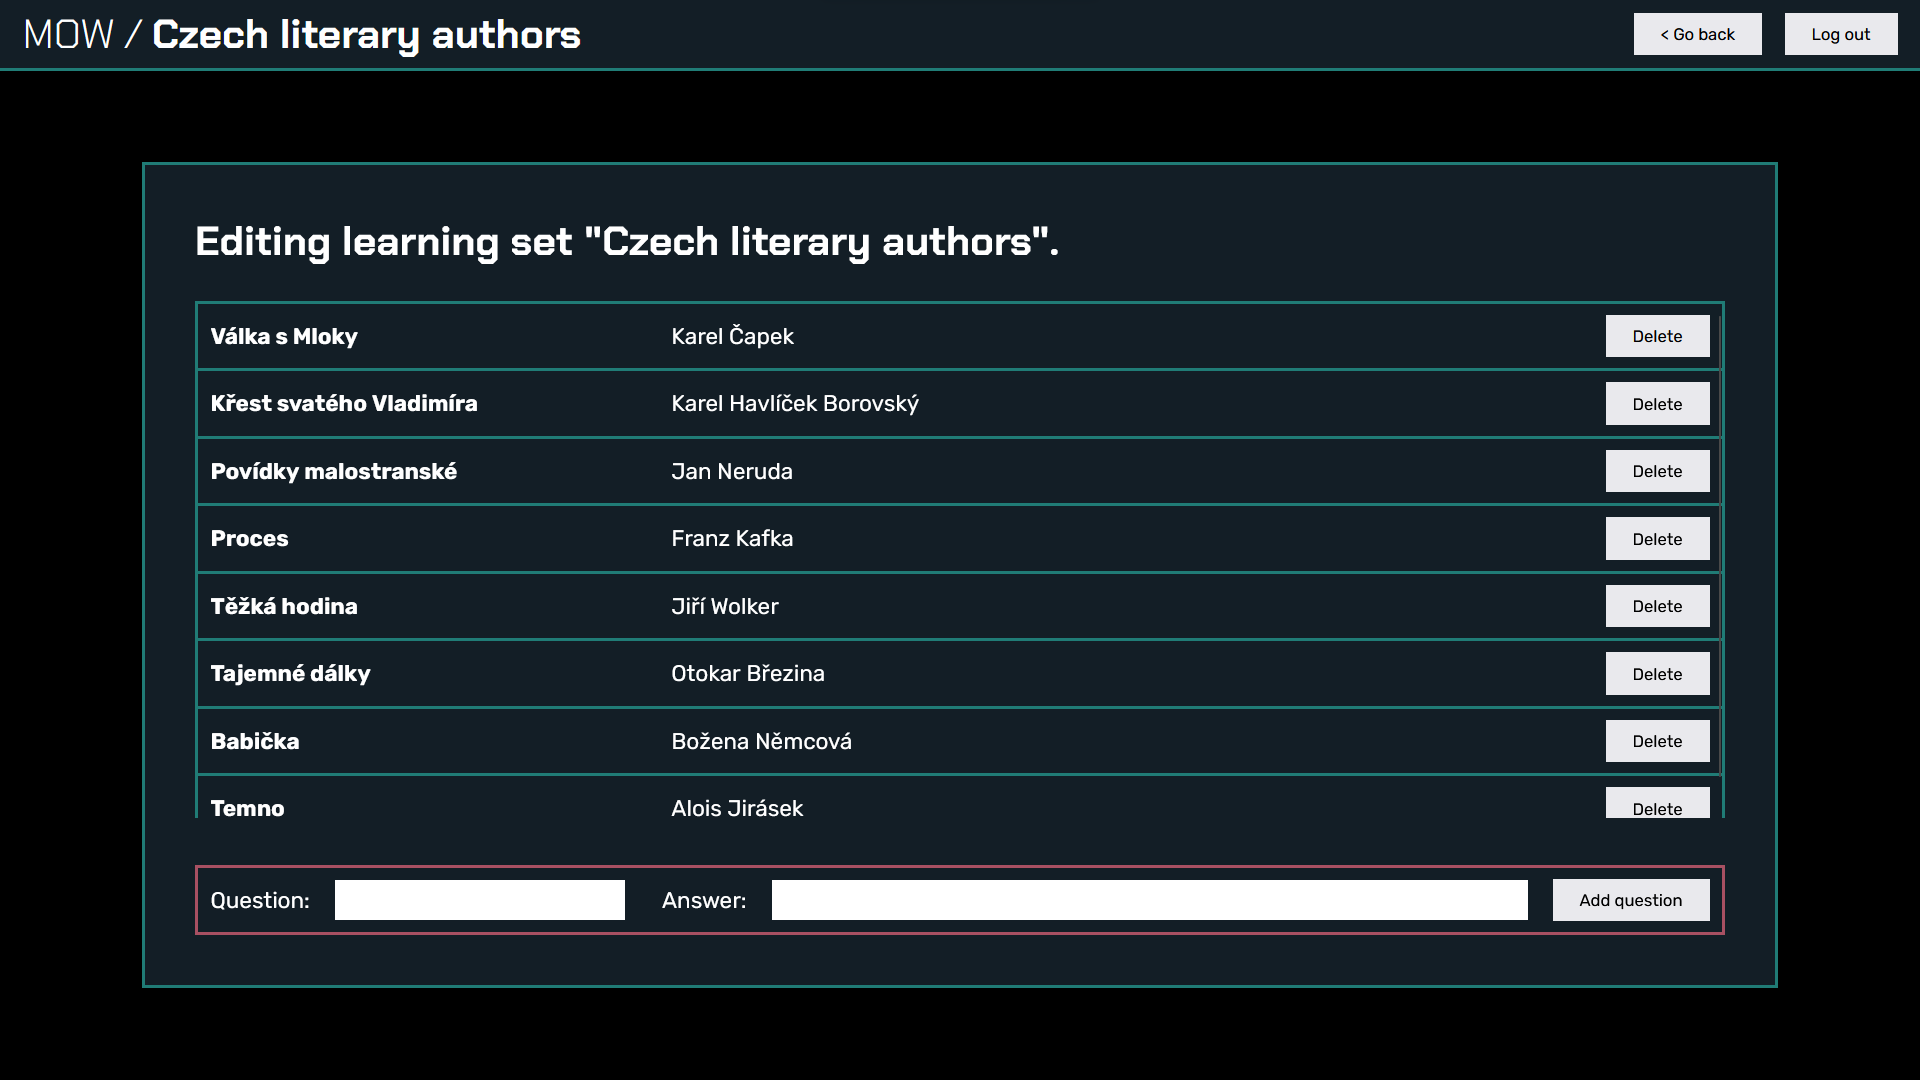 MOW / Czech literary authors
< Go back
Log out
Editing learning set "Czech literary authors".
Válka s Mloky Karel Čapek Delete
Křest svatého Vladimíra Karel Havlíček Borovský Delete
Povídky malostranské Jan Neruda Delete
Proces Franz Kafka Delete
Těžká hodina Jiří Wolker Delete
Tajemné dálky Otokar Březina Delete
Babička Božena Němcová Delete
Temno Alois Jirásek Delete
Question: Answer: Add question